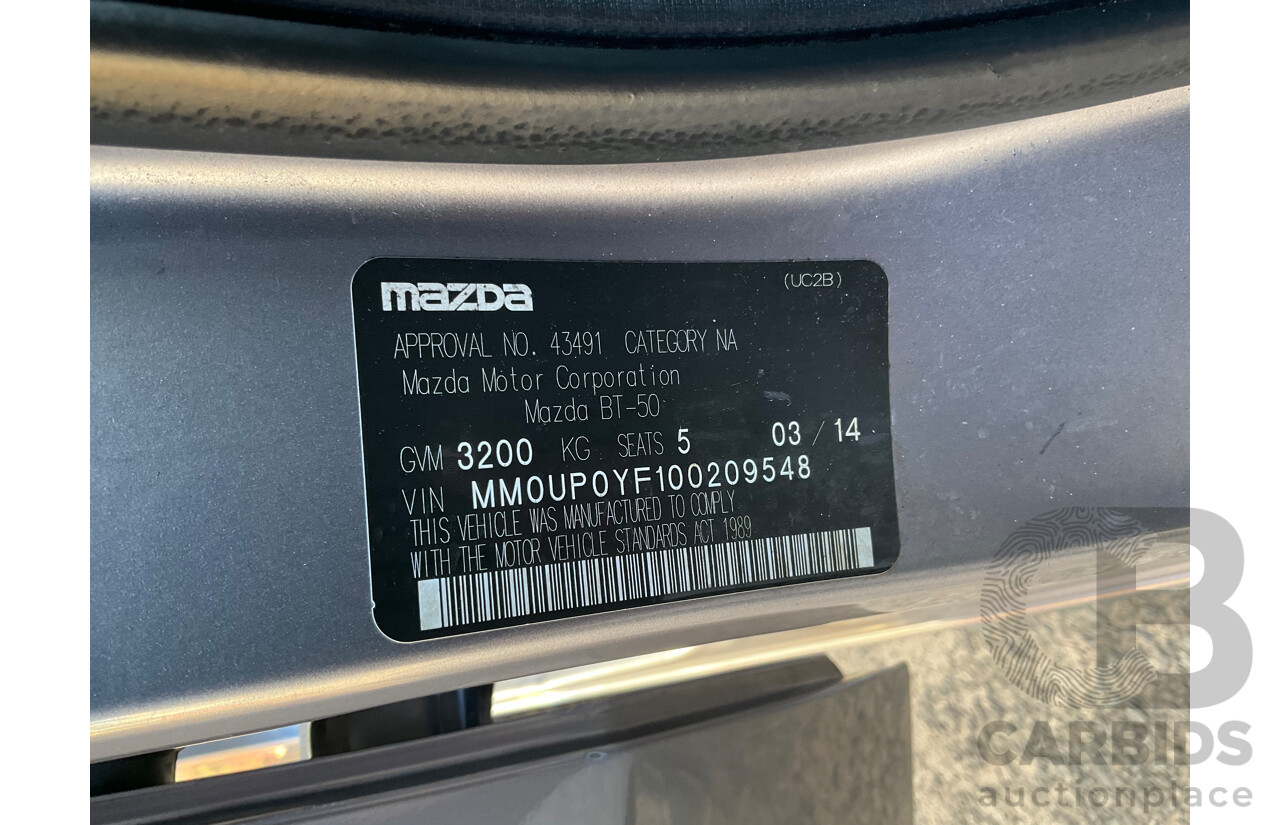 mazda (UC2B)
APPROVAL NO. 43491 CATEGORY NA
Mazda Motor Corporation
Mazda BT-50
GVM 3200 KG SEATS 5 03 / 14
VIN MM0UP0YF100209548
THIS VEHICLE WAS MANUFACTURED TO COMPLY
WITH THE MOTOR VEHICLE STANDARDS ACT 1989
CB
CARBIDS
auctionplace